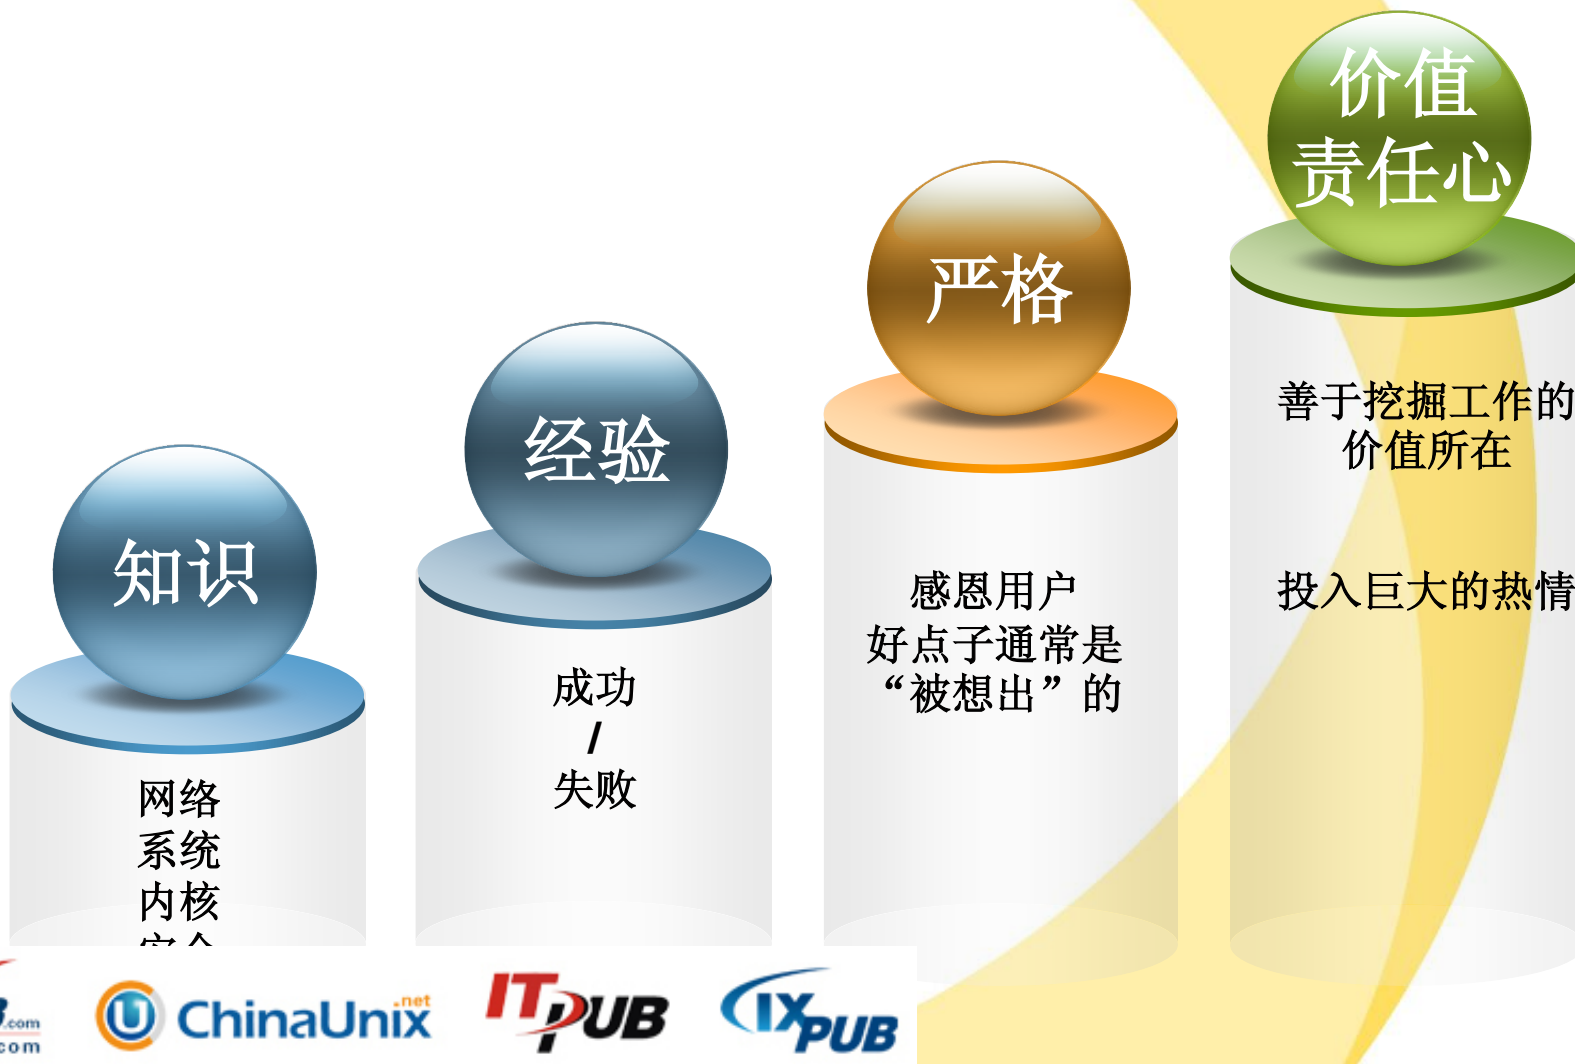 知识
网络
系统
内核
经验
成功
/
失败
严格
感恩用户
好点子通常是
“被想出”的
价值
责任心
善于挖掘工作的
价值所在
投入巨大的热情
.com
com
ChinaUnix.net
ITPUB
IXPUB